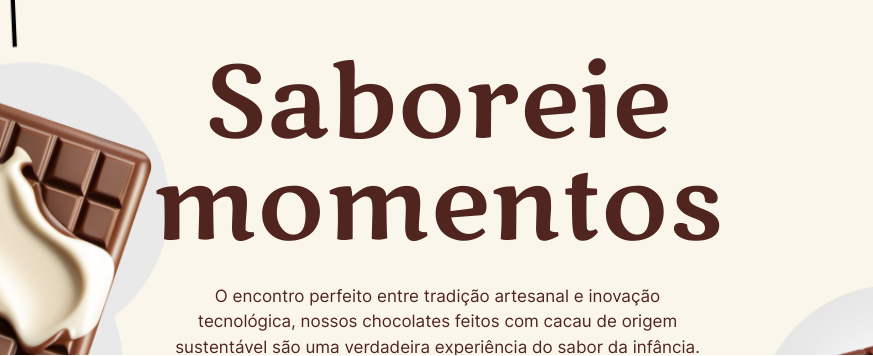 Saboreie
momentos
O encontro perfeito entre tradição artesanal e inovação
tecnológica, nossos chocolates feitos com cacau de origem
sustentável são uma verdadeira experiência do sabor da infância.